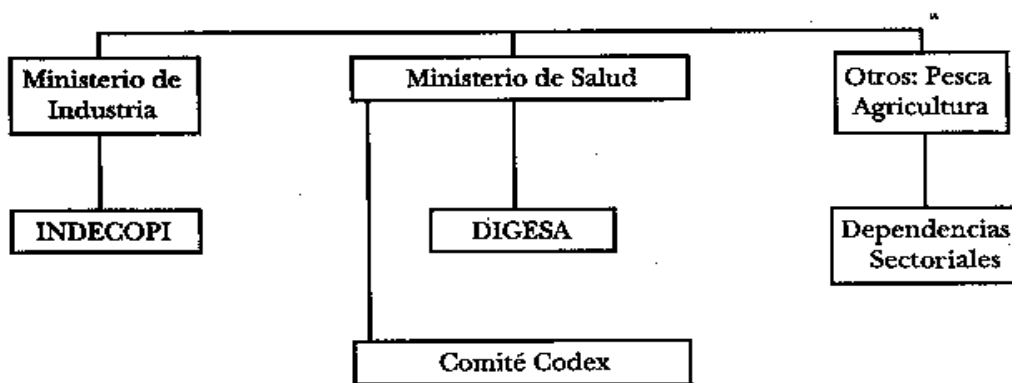 Ministerio de
Industria
Ministerio de Salud
Otros: Pesca
Agricultura
INDECOPI
DIGESA
Dependencias
Sectoriales
Comité Codex